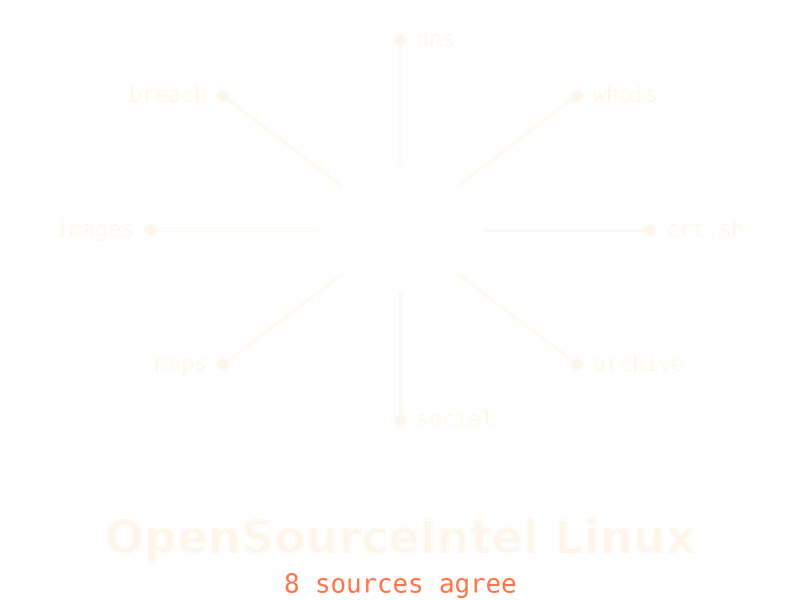 dns
breach
whois
images
crt.sh
maps
archive
social
OpenSourceIntel Linux
8 sources agree